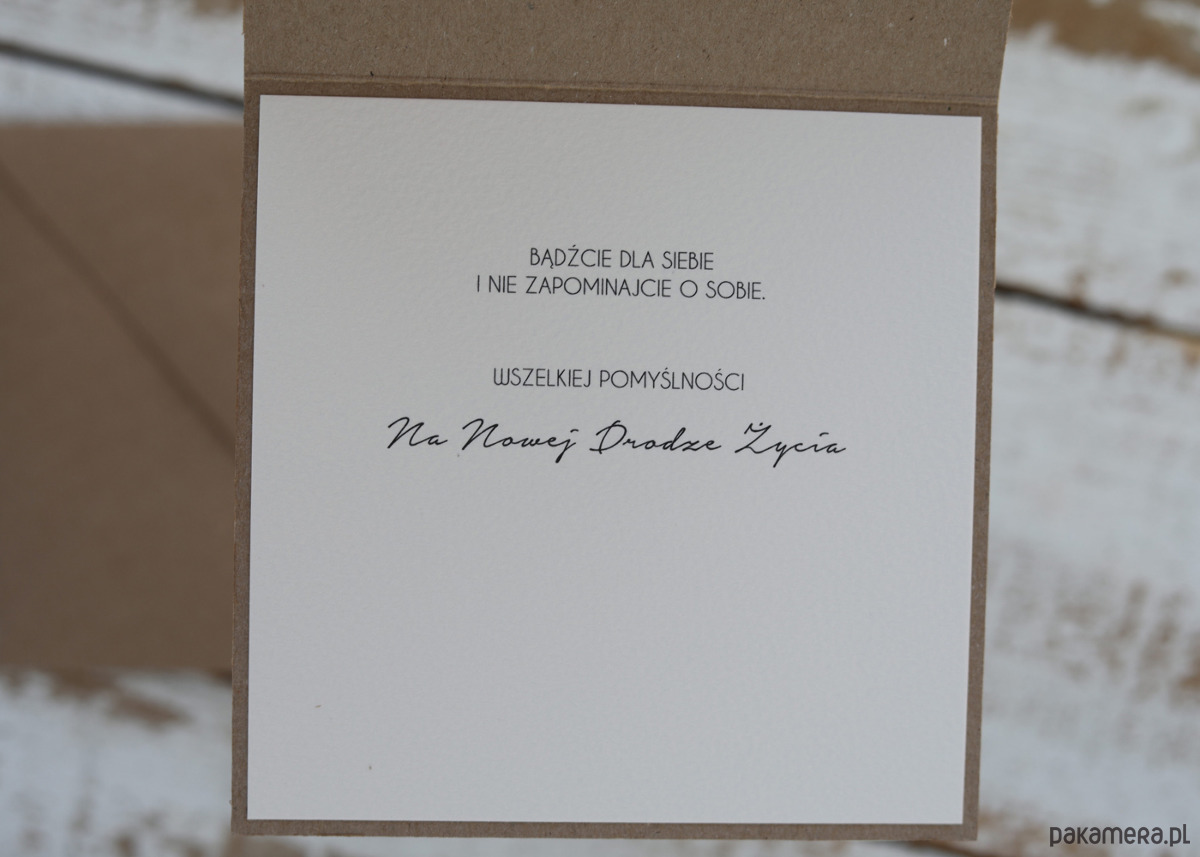 BĄDŹCIE DLA SIEBIE
I NIE ZAPOMINAJCIE O SOBIE.
WSZELKIEJ POMYŚLNOŚCI
Na Nowej Drodze Życia
pakamera.pl